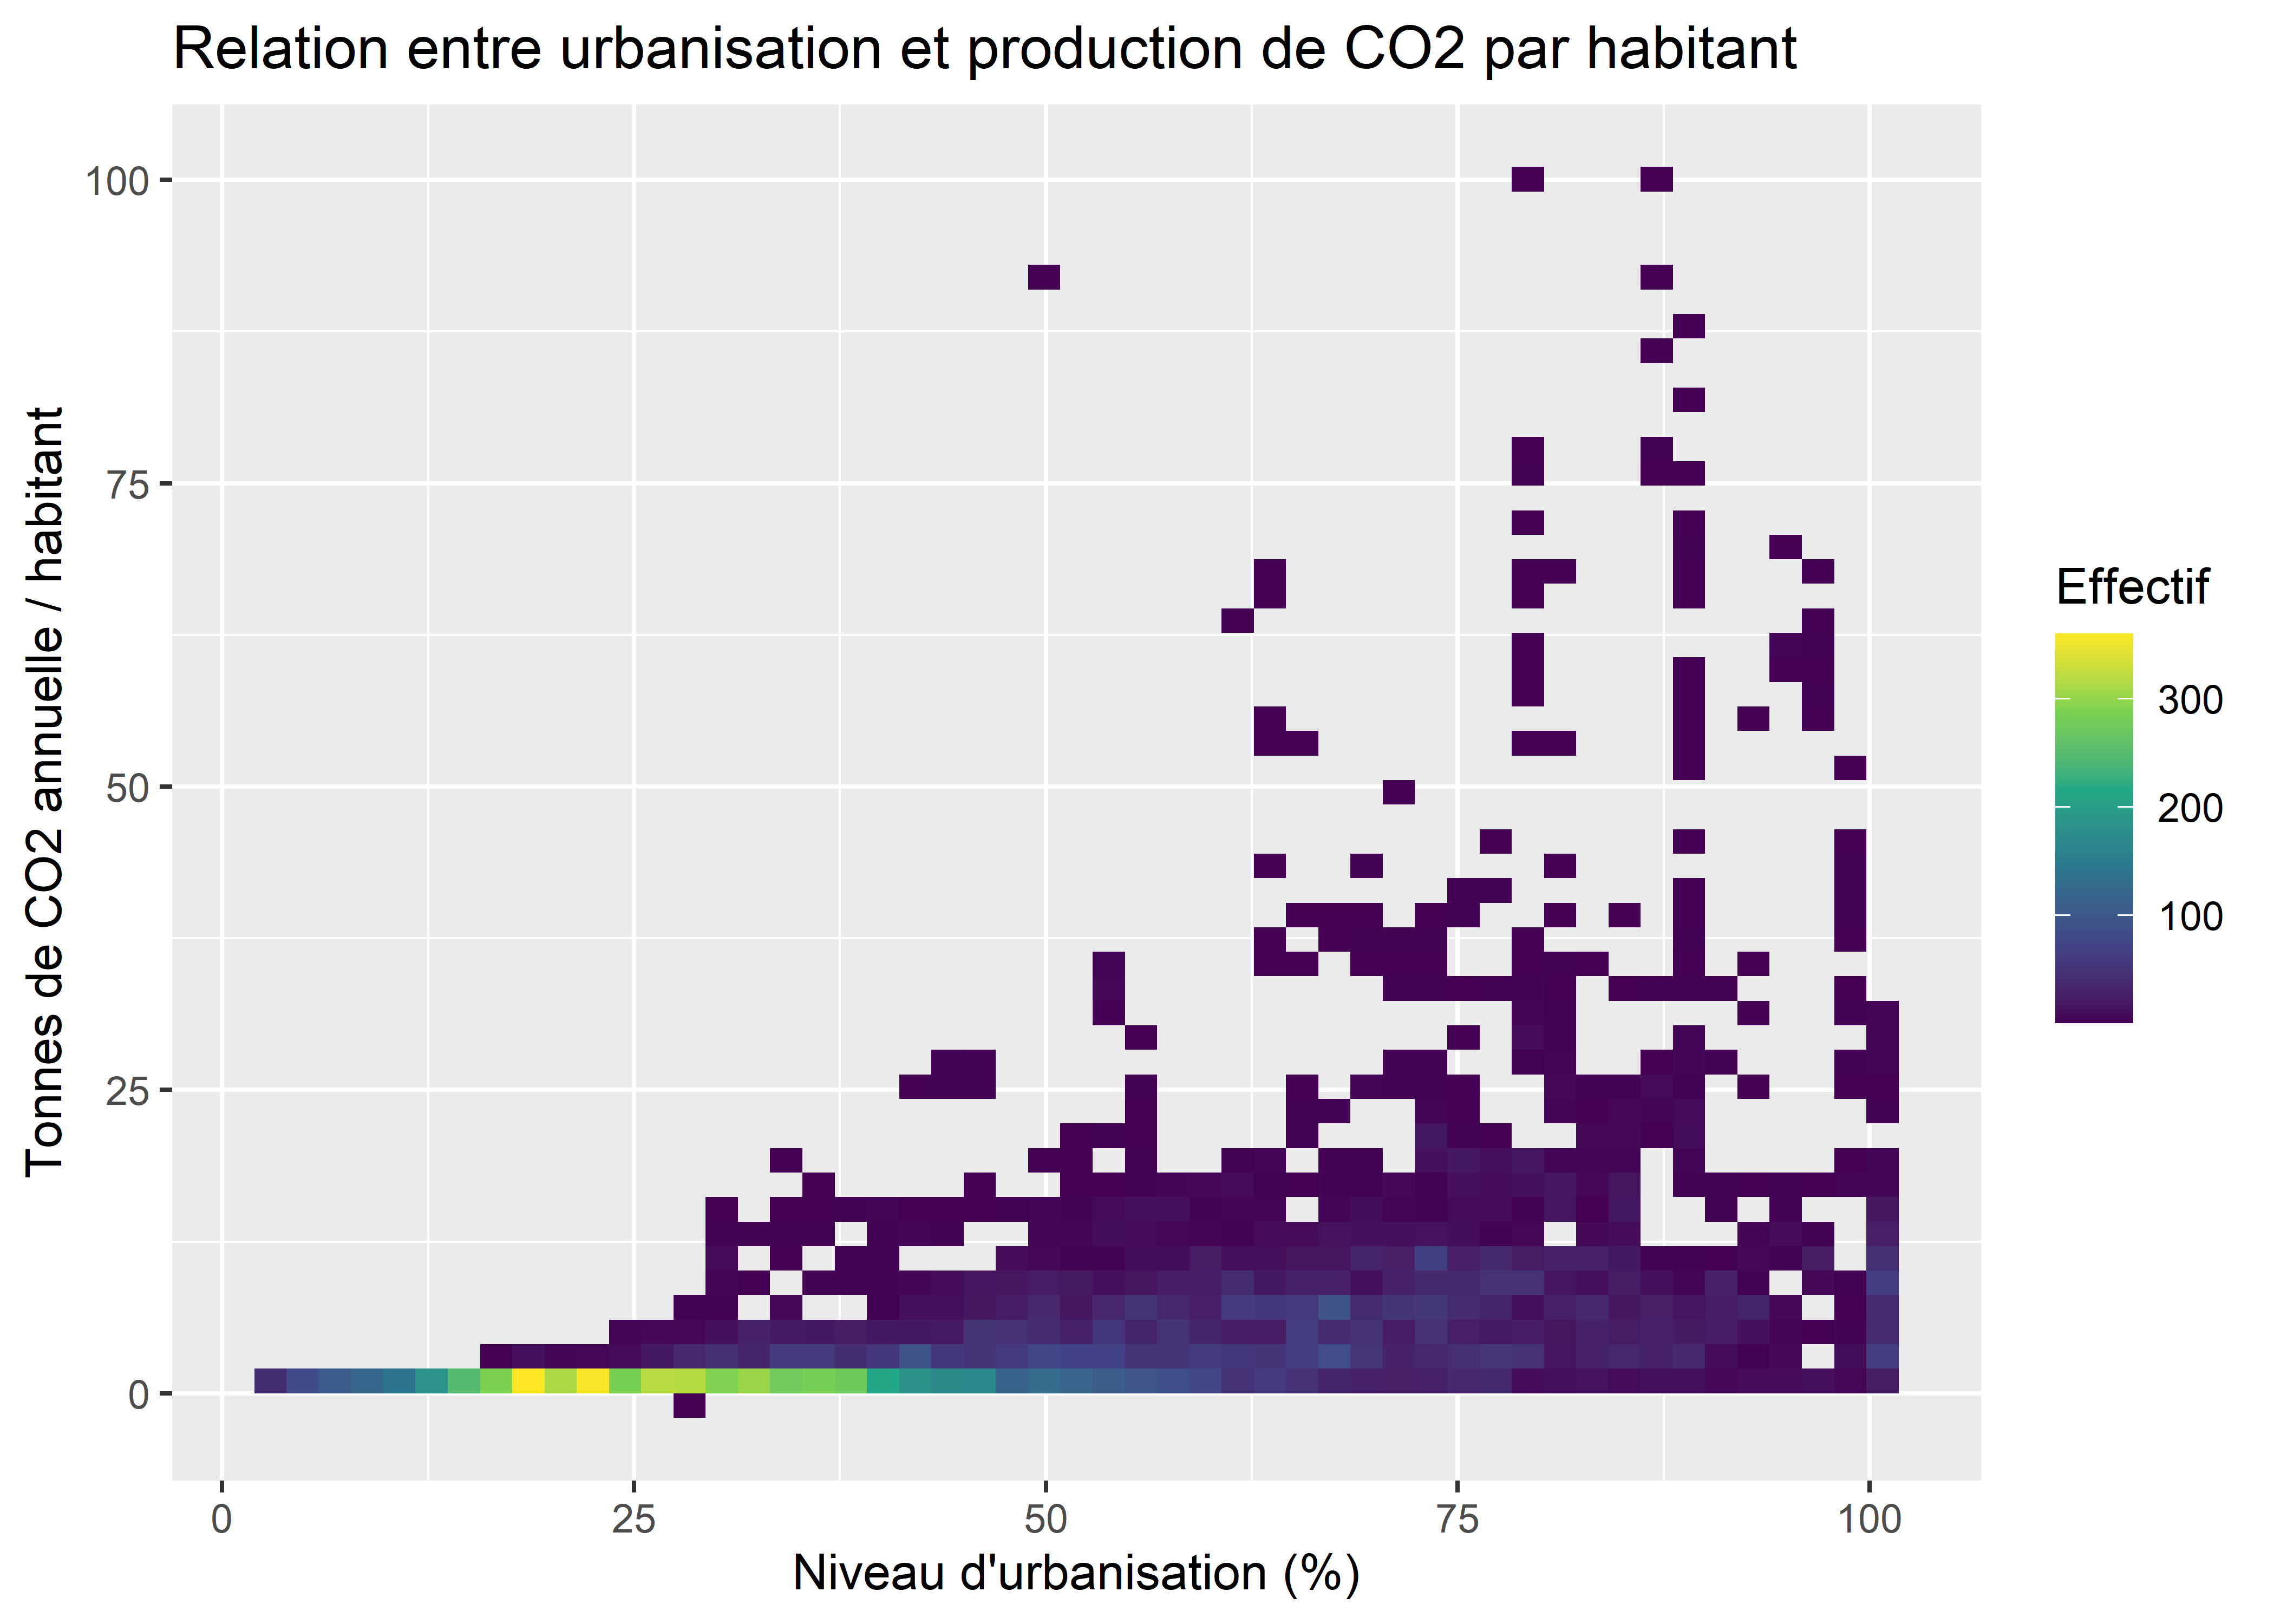 Relation entre urbanisation et production de CO2 par habitant
Tonnes de CO2 annuelle / habitant
100
75
50
25
0
0 25 50 75 100
Niveau d'urbanisation (%)
Effectif
300
200
100